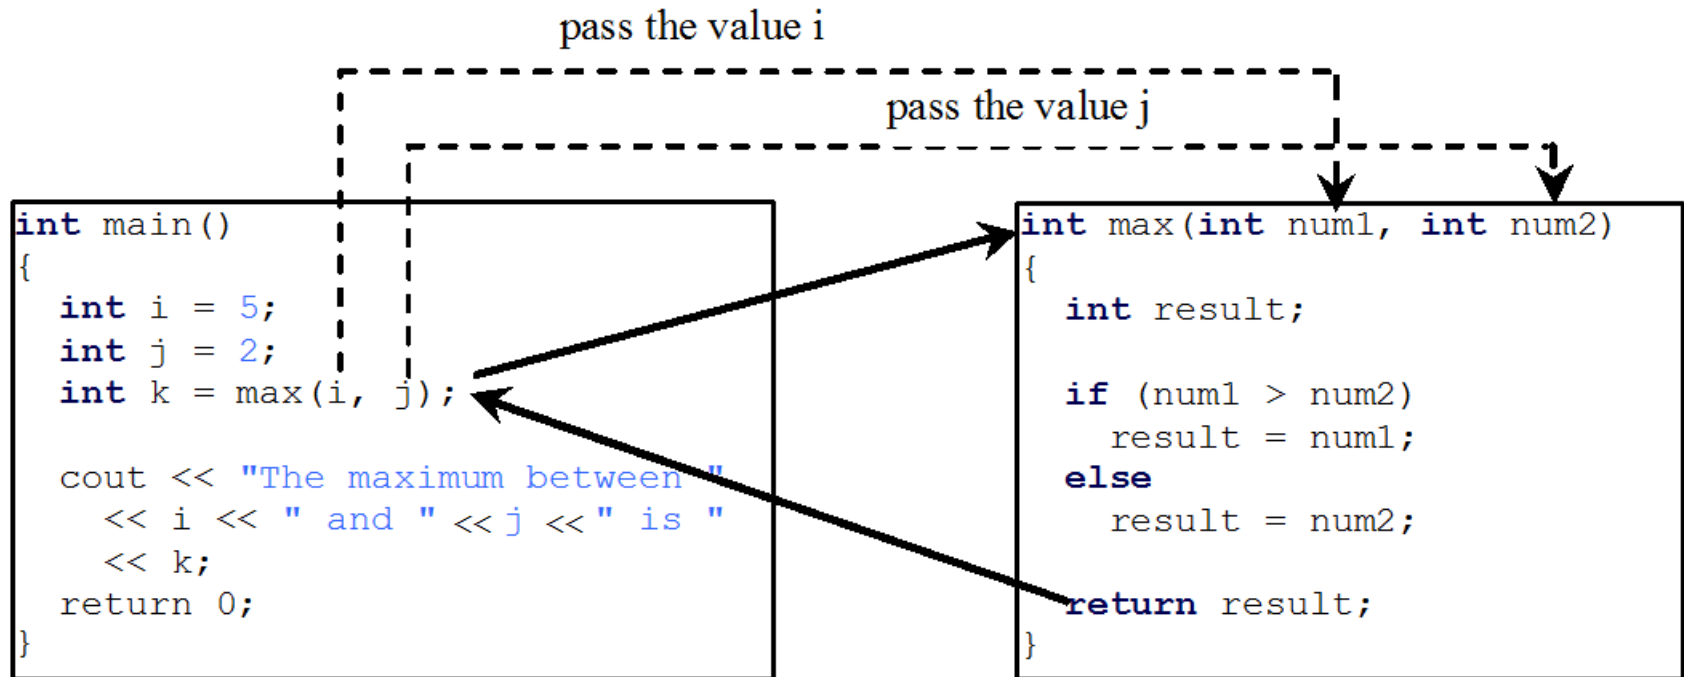 pass the value i
pass the value j
int main()
{
  int i = 5;
  int j = 2;
  int k = max(i, j);
  cout << "The maximum between "
    << i << " and " << j << " is "
    << k;
  return 0;
}
int max(int num1, int num2)
{
  int result;
  if (num1 > num2)
    result = num1;
  else
    result = num2;
  return result;
}